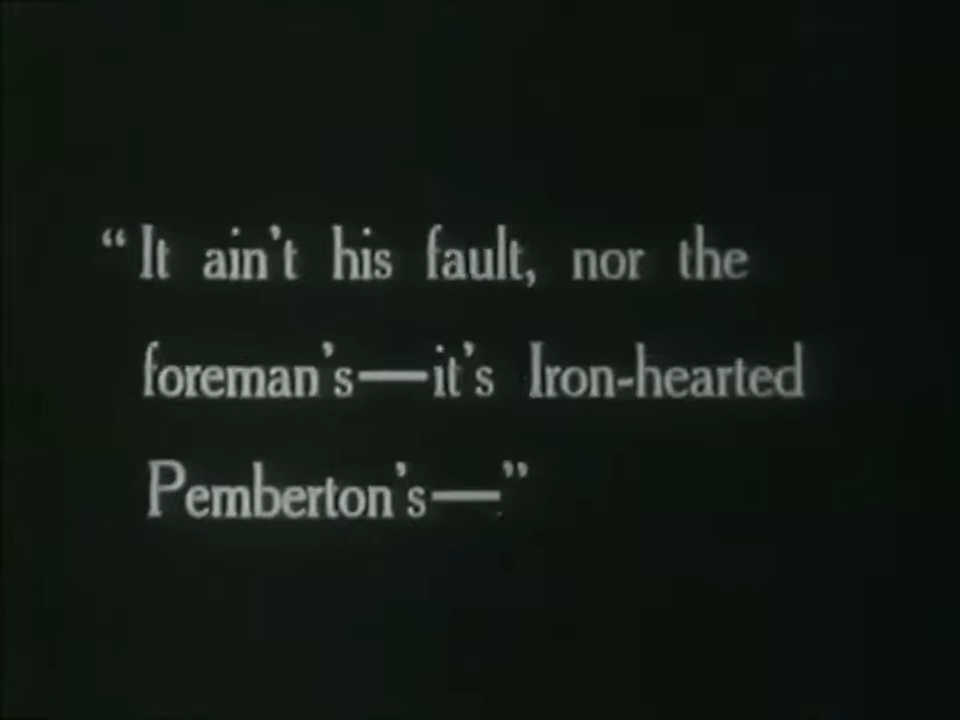 “It ain't his fault, nor the
foreman's—it's Iron-hearted
Pemberton's—”